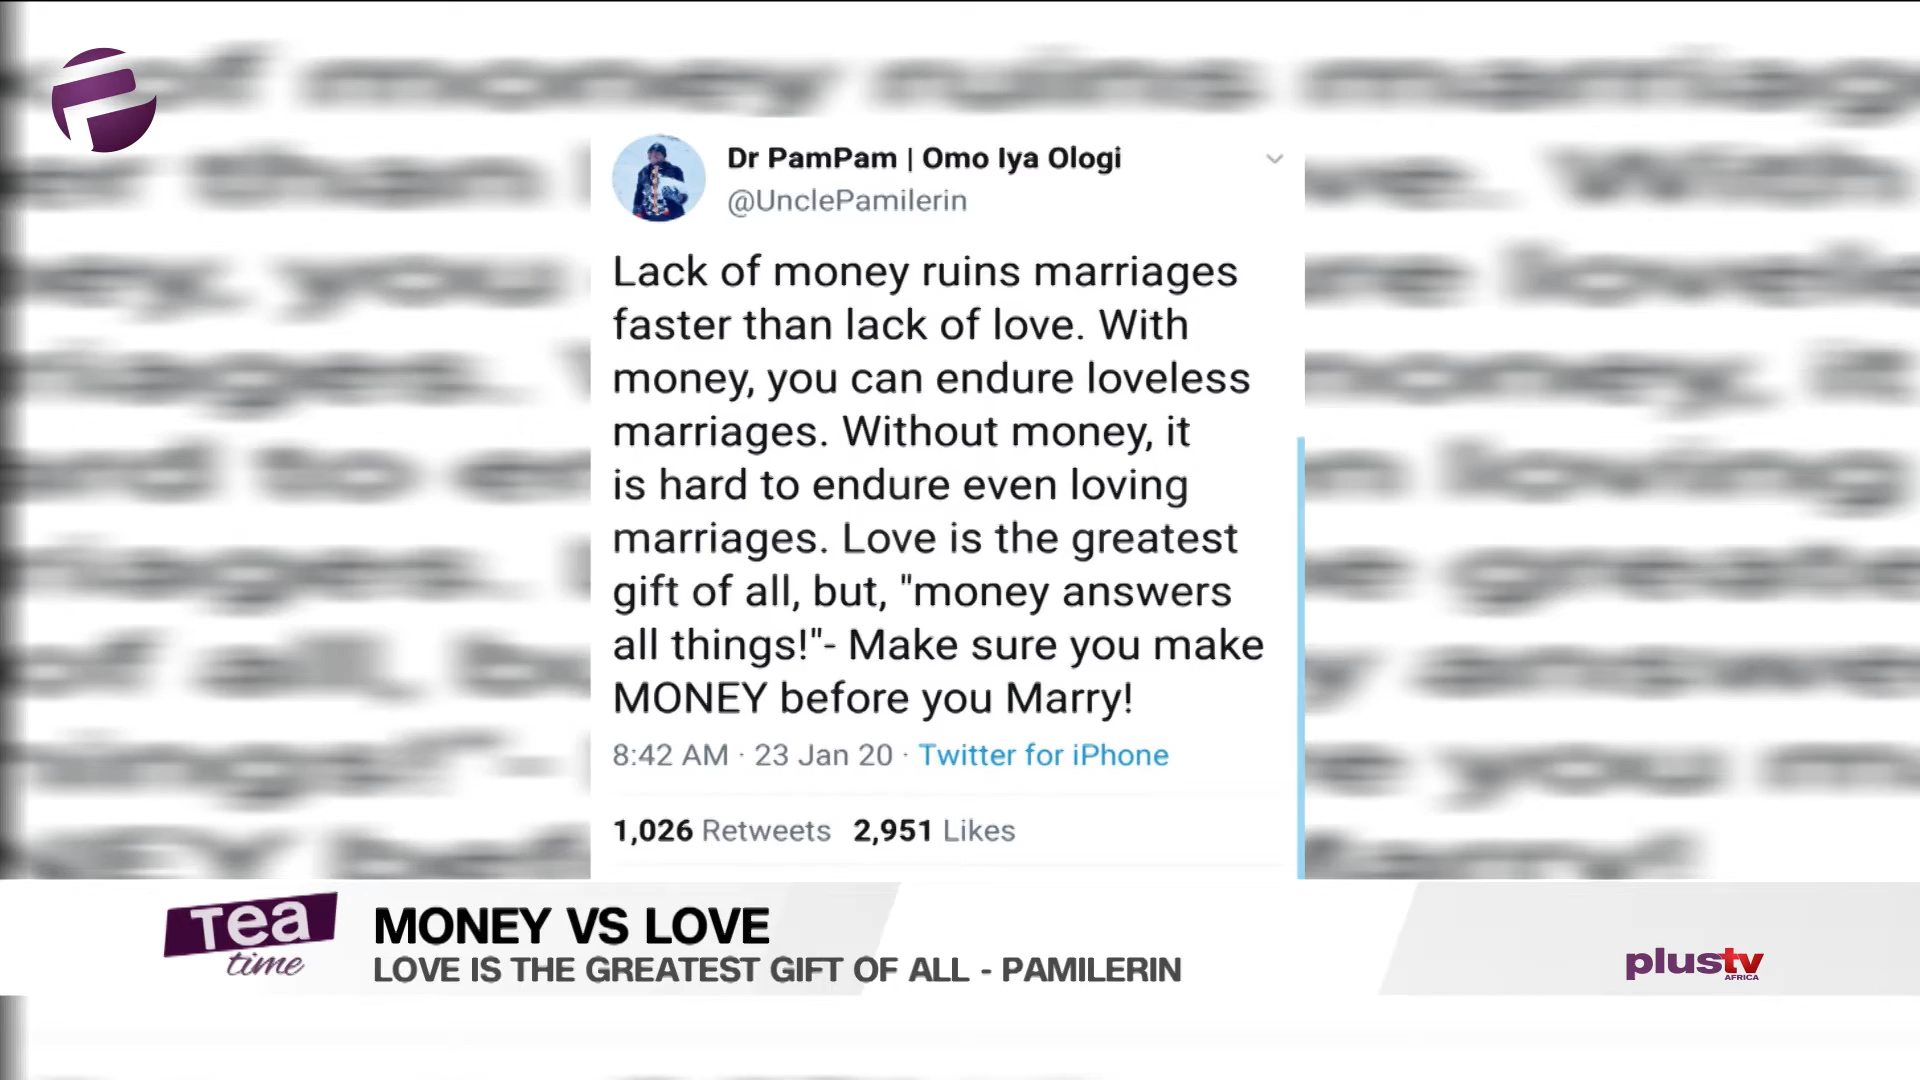 Dr PamPam | Omo Iya Ologi
@UnclePamilerin
Lack of money ruins marriages
faster than lack of love. With
money, you can endure loveless
marriages. Without money, it
is hard to endure even loving
marriages. Love is the greatest
gift of all, but, "money answers
all things!"- Make sure you make
MONEY before you Marry!
8:42 AM · 23 Jan 20 · Twitter for iPhone
1,026 Retweets 2,951 Likes
Tea
time
MONEY VS LOVE
LOVE IS THE GREATEST GIFT OF ALL - PAMILERIN
plustv
AFRICA